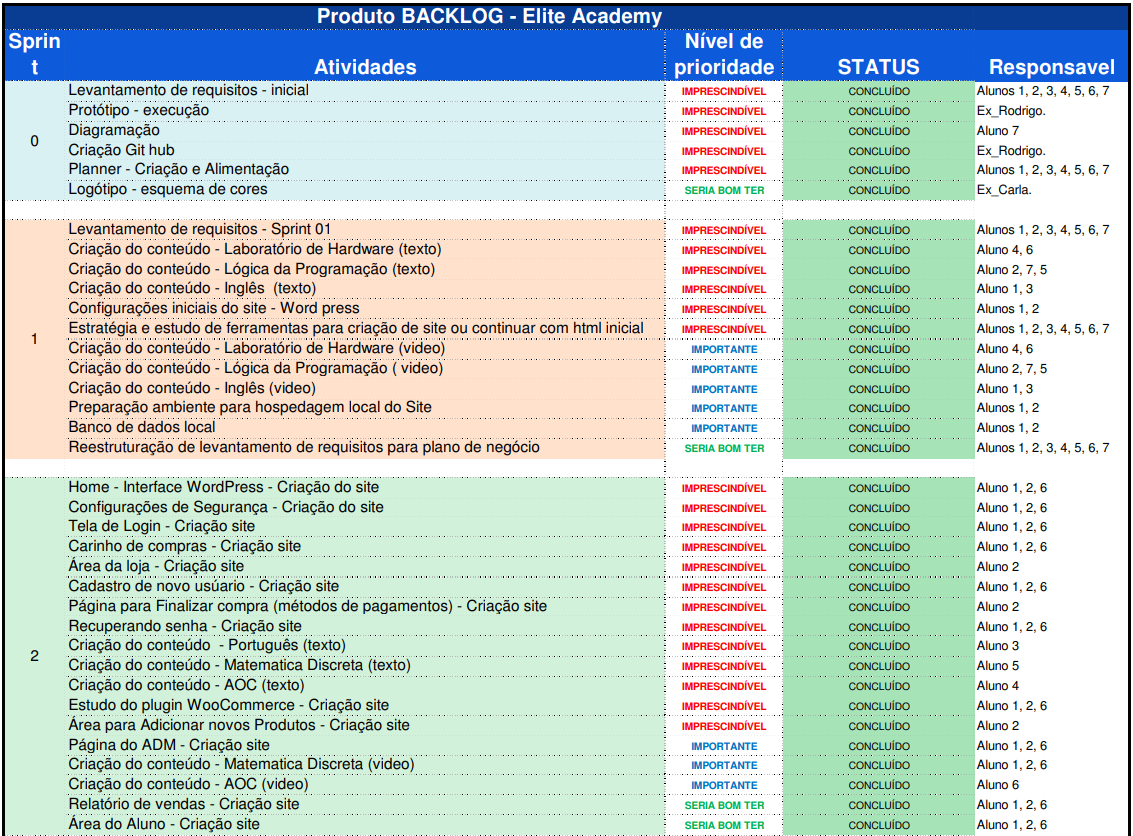 Produto BACKLOG - Elite Academy
Sprin
t
Atividades
Nível de
prioridade
STATUS
Responsavel
0
Levantamento de requisitos - inicial IMPRESCINDÍVEL CONCLUÍDO Alunos 1, 2, 3, 4, 5, 6, 7
Protótipo - execução IMPRESCINDÍVEL CONCLUÍDO Ex_Rodrigo.
Diagramação IMPRESCINDÍVEL CONCLUÍDO Aluno 7
Criação Git hub IMPRESCINDÍVEL CONCLUÍDO Ex_Rodrigo.
Planner - Criação e Alimentação IMPRESCINDÍVEL CONCLUÍDO Alunos 1, 2, 3, 4, 5, 6, 7
Logótipo - esquema de cores SERIA BOM TER CONCLUÍDO Ex_Carla.
1
Levantamento de requisitos - Sprint 01 IMPRESCINDÍVEL CONCLUÍDO Alunos 1, 2, 3, 4, 5, 6, 7
Criação do conteúdo - Laboratório de Hardware (texto) IMPRESCINDÍVEL CONCLUÍDO Aluno 4, 6
Criação do conteúdo - Lógica da Programação (texto) IMPRESCINDÍVEL CONCLUÍDO Aluno 2, 7, 5
Criação do conteúdo - Inglês (texto) IMPRESCINDÍVEL CONCLUÍDO Aluno 1, 3
Configurações iniciais do site - Word press IMPRESCINDÍVEL CONCLUÍDO Alunos 1, 2
Estratégia e estudo de ferramentas para criação de site ou continuar com html inicial IMPRESCINDÍVEL CONCLUÍDO Alunos 1, 2, 3, 4, 5, 6, 7
Criação do conteúdo - Laboratório de Hardware (video) IMPORTANTE CONCLUÍDO Aluno 4, 6
Criação do conteúdo - Lógica da Programação ( video) IMPORTANTE CONCLUÍDO Aluno 2, 7, 5
Criação do conteúdo - Inglês (video) IMPORTANTE CONCLUÍDO Aluno 1, 3
Preparação ambiente para hospedagem local do Site IMPORTANTE CONCLUÍDO Alunos 1, 2
Banco de dados local IMPORTANTE CONCLUÍDO Alunos 1, 2
Reestruturação de levantamento de requisitos para plano de negócio SERIA BOM TER CONCLUÍDO Alunos 1, 2, 3, 4, 5, 6, 7
2
Home - Interface WordPress - Criação do site IMPRESCINDÍVEL CONCLUÍDO Aluno 1, 2, 6
Configurações de Segurança - Criação do site IMPRESCINDÍVEL CONCLUÍDO Aluno 1, 2, 6
Tela de Login - Criação site IMPRESCINDÍVEL CONCLUÍDO Aluno 1, 2, 6
Carinho de compras - Criação site IMPRESCINDÍVEL CONCLUÍDO Aluno 1, 2, 6
Área da loja - Criação site IMPRESCINDÍVEL CONCLUÍDO Aluno 2
Cadastro de novo usúario - Criação site IMPRESCINDÍVEL CONCLUÍDO Aluno 1, 2, 6
Página para Finalizar compra (métodos de pagamentos) - Criação site IMPRESCINDÍVEL CONCLUÍDO Aluno 2
Recuperando senha - Criação site IMPRESCINDÍVEL CONCLUÍDO Aluno 1, 2, 6
Criação do conteúdo - Português (texto) IMPRESCINDÍVEL CONCLUÍDO Aluno 3
Criação do conteúdo - Matematica Discreta (texto) IMPRESCINDÍVEL CONCLUÍDO Aluno 5
Criação do conteúdo - AOC (texto) IMPRESCINDÍVEL CONCLUÍDO Aluno 4
Estudo do plugin WooCommerce - Criação site IMPRESCINDÍVEL CONCLUÍDO Aluno 1, 2, 6
Área para Adicionar novos Produtos - Criação site IMPRESCINDÍVEL CONCLUÍDO Aluno 2
Página do ADM - Criação site IMPORTANTE CONCLUÍDO Aluno 1, 2, 6
Criação do conteúdo - Matematica Discreta (video) IMPORTANTE CONCLUÍDO Aluno 1, 2, 6
Criação do conteúdo - AOC (video) IMPORTANTE CONCLUÍDO Aluno 6
Relatório de vendas - Criação site SERIA BOM TER CONCLUÍDO Aluno 1, 2, 6
Área do Aluno - Criação site SERIA BOM TER CONCLUÍDO Aluno 1, 2, 6